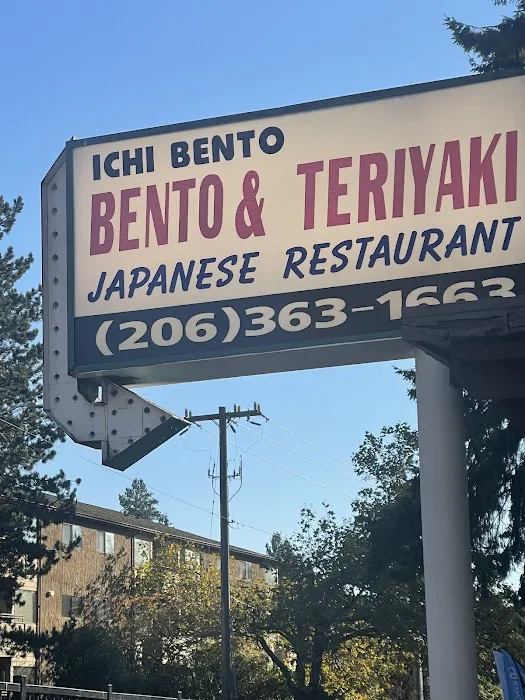 ICHI BENTO
BENTO & TERIYAKI
JAPANESE RESTAURANT
(206)363-1663